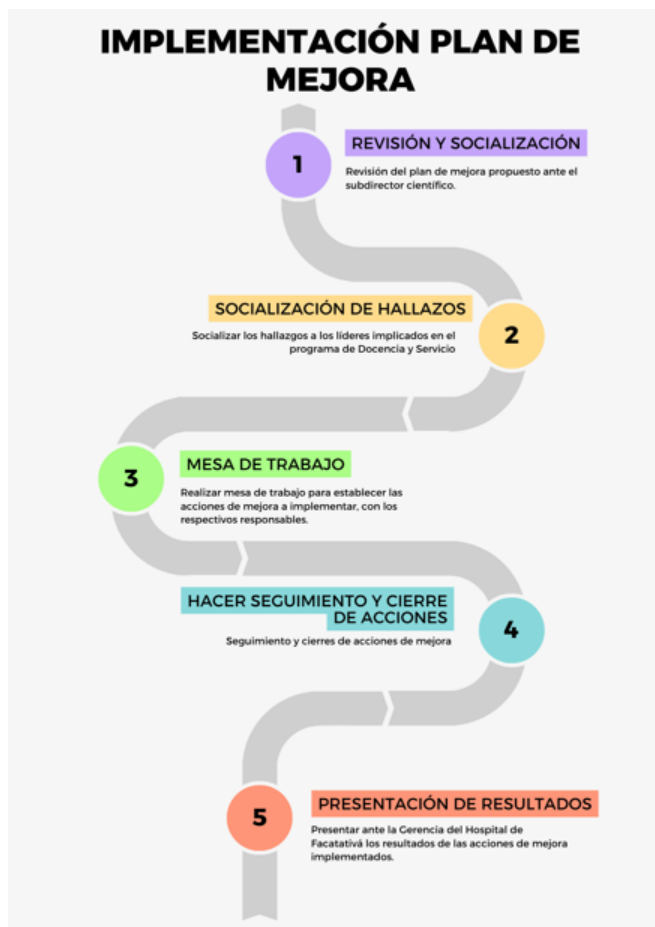 IMPLEMENTACIÓN PLAN DE
MEJORA
1
REVISIÓN Y SOCIALIZACIÓN
Revisión del plan de mejora propuesto ante el
subdirector científico.
SOCIALIZACIÓN DE HALLAZOS
2
Socializar los hallazgos a los líderes implicados en el
programa de Docencia y Servicio
3
MESA DE TRABAJO
Realizar mesa de trabajo para establecer las
acciones de mejora a implementar, con los
respectivos responsables.
HACER SEGUIMIENTO Y CIERRE
DE ACCIONES
4
Seguimiento y cierres de acciones de mejora
5
PRESENTACIÓN DE RESULTADOS
Presentar ante la Gerencia del Hospital de
Facatativá los resultados de las acciones de mejora
implementados.